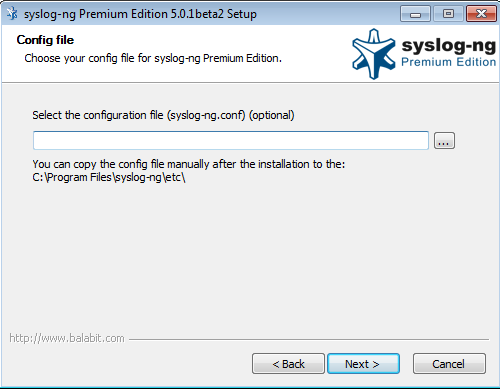 syslog-ng Premium Edition 5.0.1beta2 Setup
Config file
Choose your config file for syslog-ng Premium Edition.
syslog-ng
Premium Edition
Select the configuration file (syslog-ng.conf) (optional)
...
You can copy the config file manually after the installation to the:
C:\Program Files\syslog-ng\etc\
http://www.balabit.com
< Back Next > Cancel